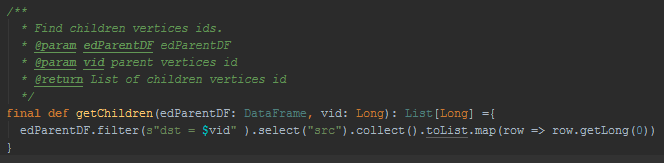 /**
* Find children vertices ids.
* @param edParentDF edParentDF
* @param vid parent vertices id
* @return List of children vertices id
*/
final def getChildren(edParentDF: DataFrame, vid: Long): List[Long] ={
edParentDF.filter(s"dst = $vid" ).select("src").collect().toList.map(row => row.getLong(0))
}